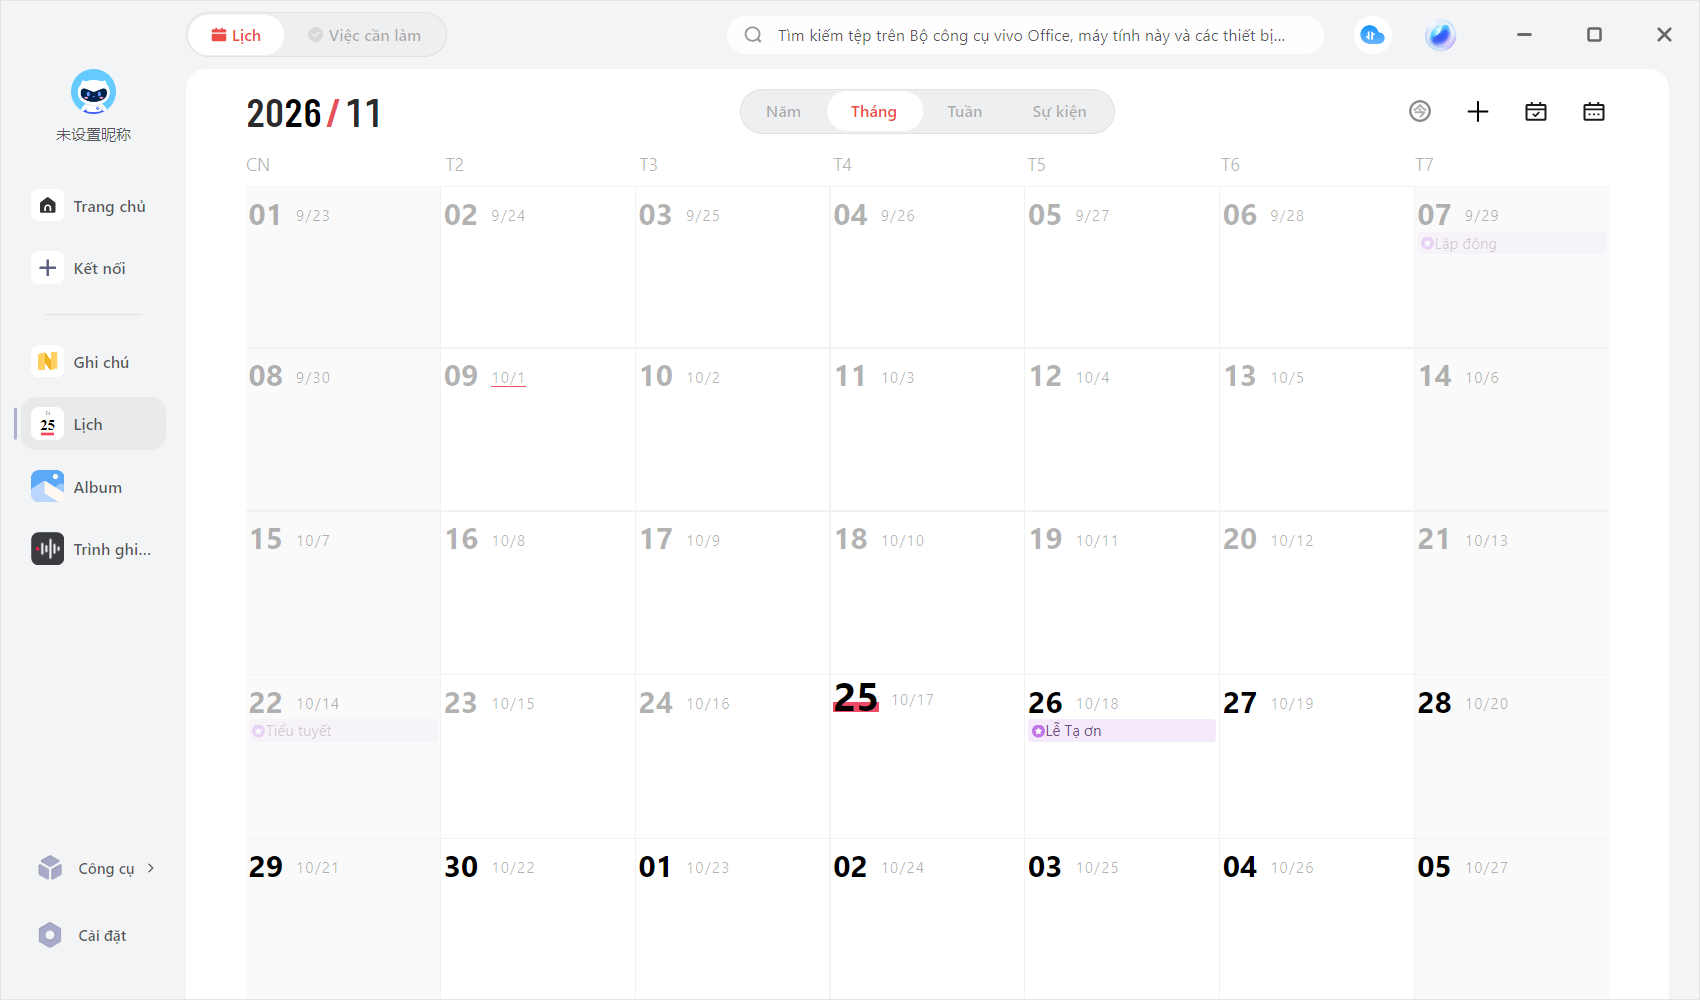 Lịch
Việc cần làm
Tìm kiếm tệp trên Bộ công cụ vivo Office, máy tính này và các thiết bị...
未设置昵称
Trang chủ
Kết nối
Ghi chú
25
Lịch
Album
Trình ghi...
Công cụ
Cài đặt
2026/11
Năm
Tháng
Tuần
Sự kiện
今
CN T2 T3 T4 T5 T6 T7
01 9/23 02 9/24 03 9/25 04 9/26 05 9/27 06 9/28 07 9/29
Lập đông
08 9/30 09 10/1 10 10/2 11 10/3 12 10/4 13 10/5 14 10/6
15 10/7 16 10/8 17 10/9 18 10/10 19 10/11 20 10/12 21 10/13
22 10/14 23 10/15 24 10/16 25 10/17 26 10/18 27 10/19 28 10/20
Tiểu tuyết
Lễ Tạ ơn
29 10/21 30 10/22 01 10/23 02 10/24 03 10/25 04 10/26 05 10/27